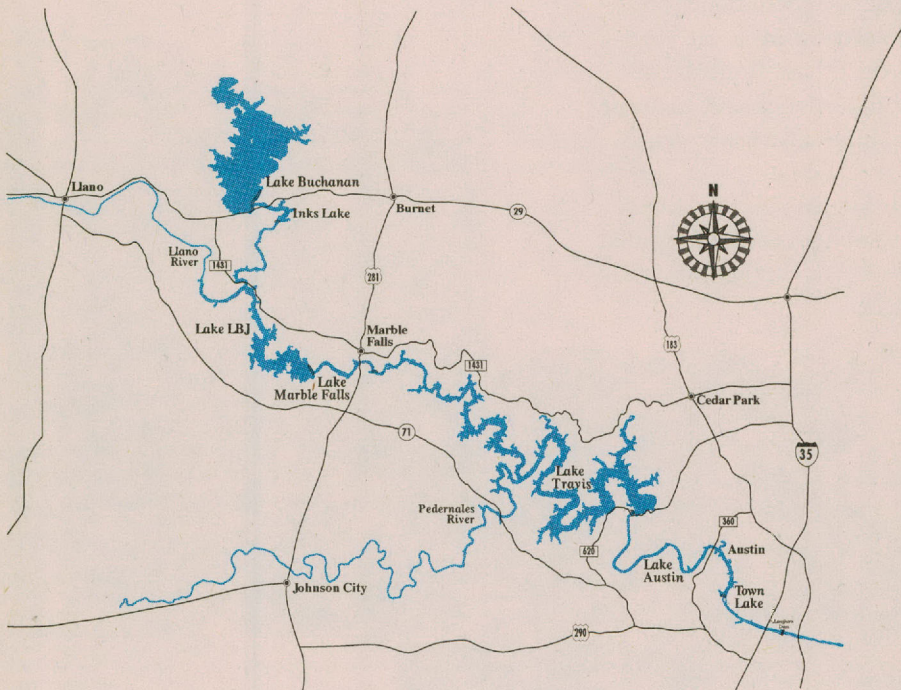 N
Llano
Lake Buchanan
Inks Lake
Burnet
29
Llano
River
1431
281
Lake LBJ
Marble
Falls
183
Lake
Marble Falls
1431
Cedar Park
71
35
Lake
Travis
Pedernales
River
360
620
Austin
Lake
Austin
Johnson City
Town
Lake
Longhorn
Dam
290